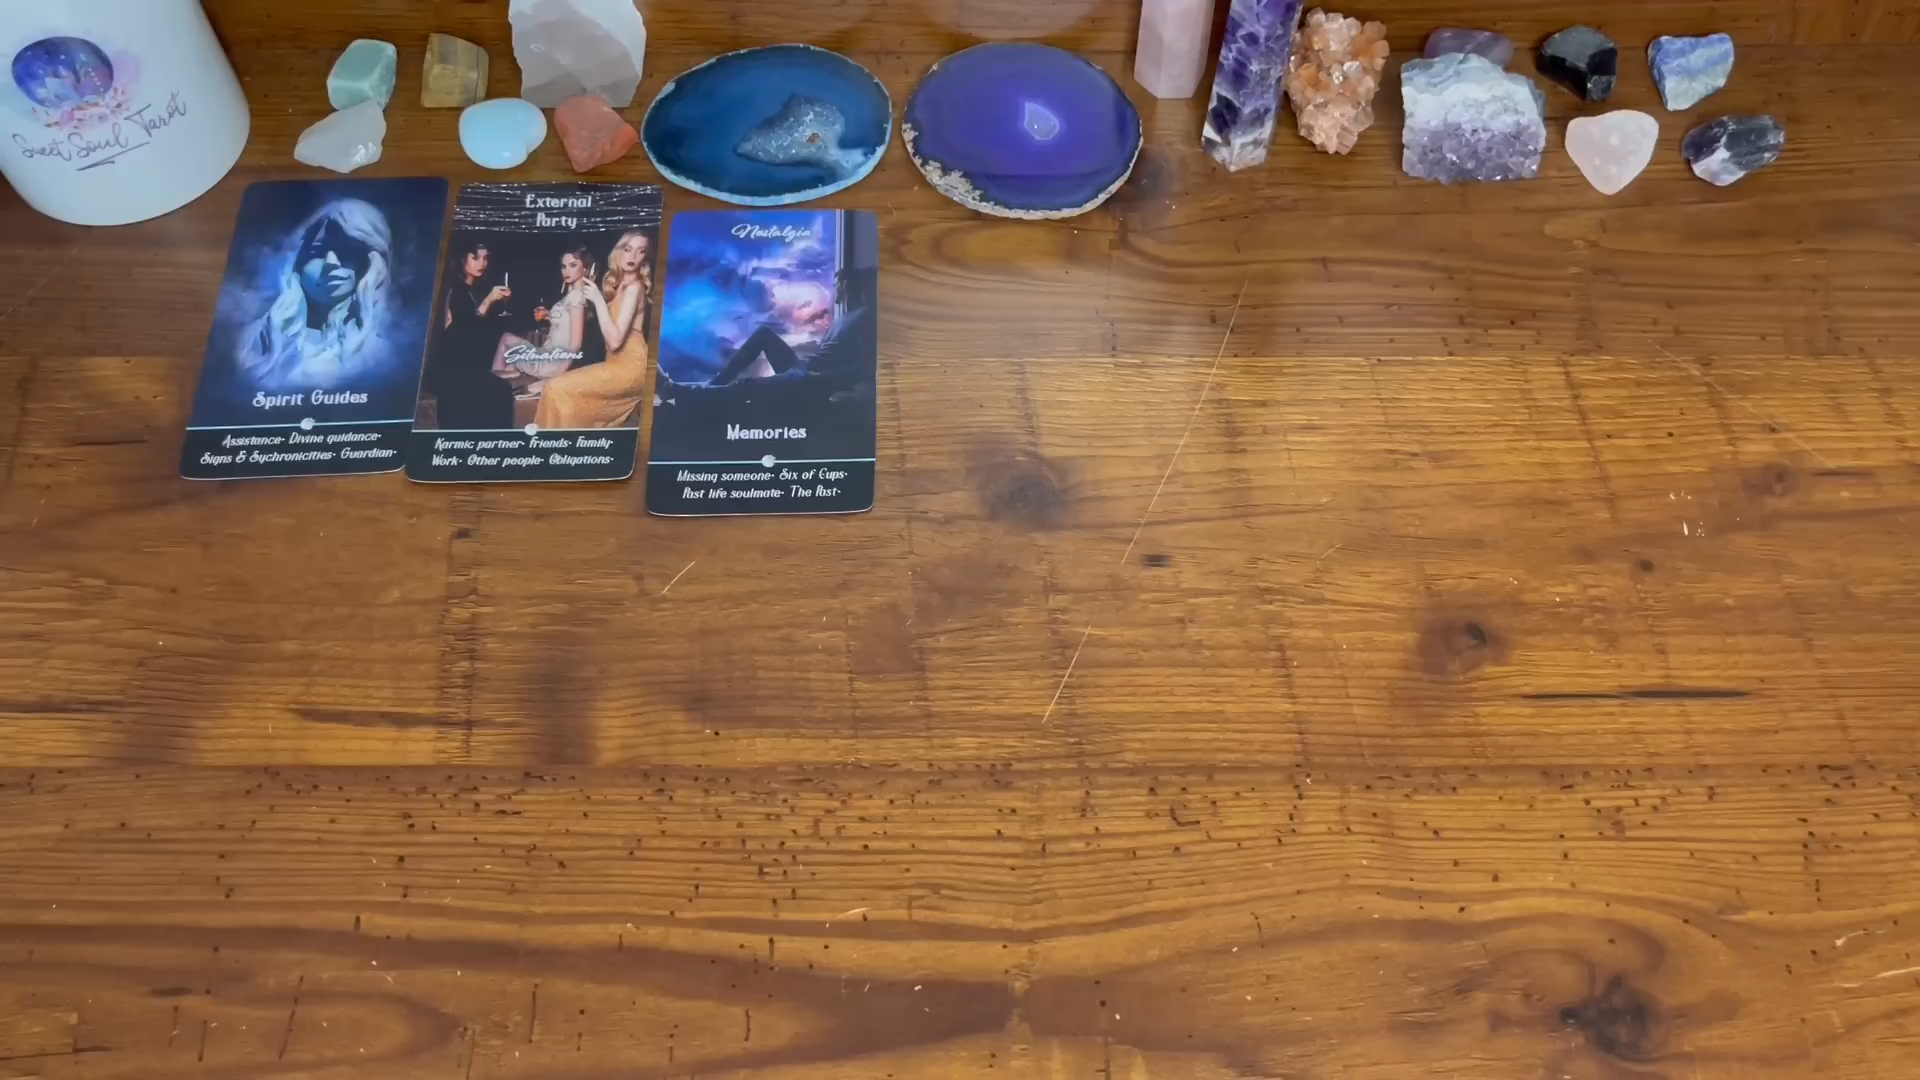 Sweet Soul Tarot
Spirit Guides
Assistance· Divine guidance·
Signs & Sychronicities· Guardian·
External
Party
Situations
Karmic partner· Friends· Family·
Work· Other people· Obligations·
Nostalgia
Memories
Missing someone· Six of Cups·
Past life soulmate· The Past·